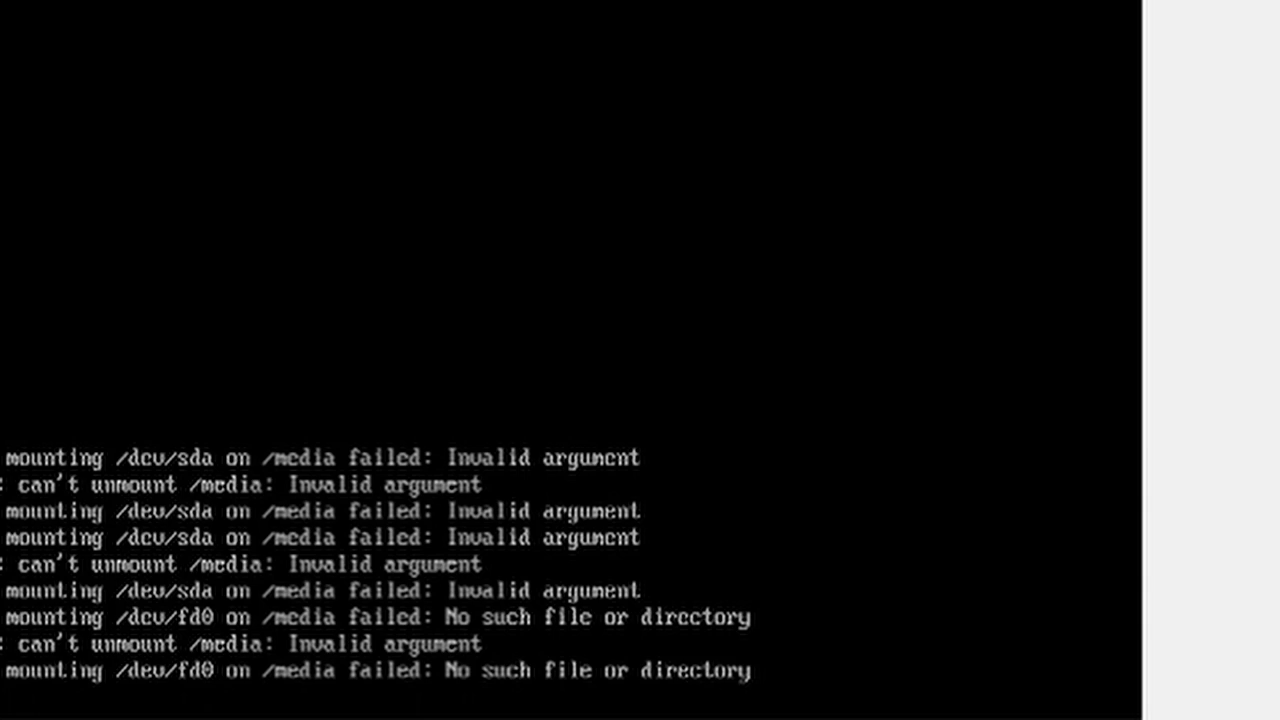 mounting /dev/sda on /media failed: Invalid argument
: can't unmount /media: Invalid argument
mounting /dev/sda on /media failed: Invalid argument
mounting /dev/sda on /media failed: Invalid argument
: can't unmount /media: Invalid argument
mounting /dev/sda on /media failed: Invalid argument
mounting /dev/fd0 on /media failed: No such file or directory
: can't unmount /media: Invalid argument
mounting /dev/fd0 on /media failed: No such file or directory